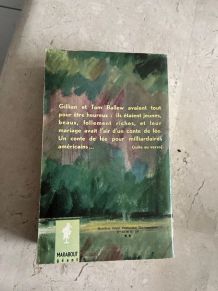 Gillian et Tom Ballew avaient tout
pour être heureux : ils étaient jeunes,
beaux, follement riches, et leur
mariage avait l'air d'un conte de fée.
Un conte de fée pour milliardaires
américains...
(suite au verso)
MARABOUT
géant